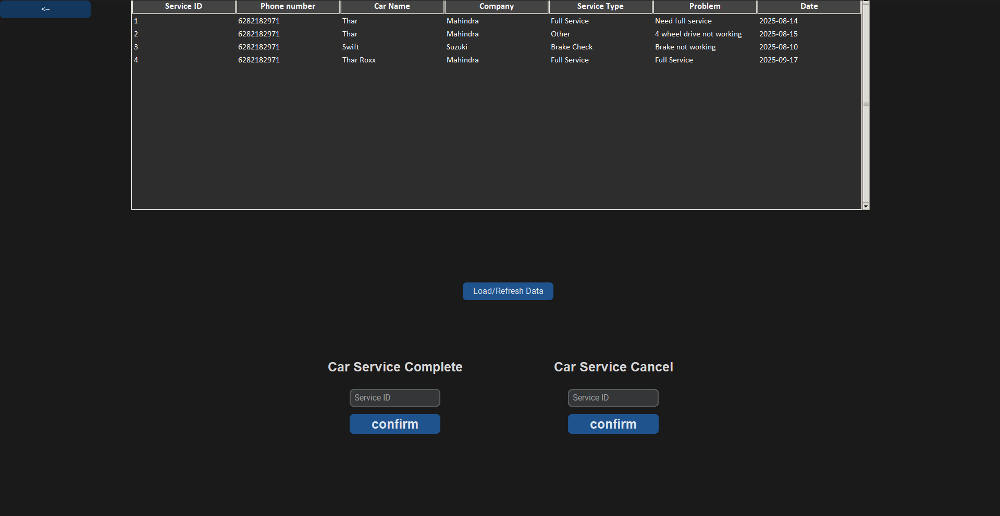 <--
Service ID Phone number Car Name Company Service Type Problem Date
1 6282182971 Thar Mahindra Full Service Need full service 2025-08-14
2 6282182971 Thar Mahindra Other 4 wheel drive not working 2025-08-15
3 6282182971 Swift Suzuki Brake Check Brake not working 2025-08-10
4 6282182971 Thar Roxx Mahindra Full Service Full Service 2025-09-17
Load/Refresh Data
Car Service Complete Car Service Cancel
Service ID Service ID
confirm confirm